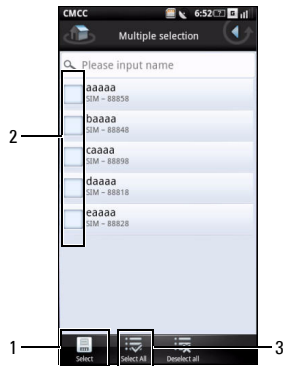 CMCC 6:52
Multiple selection
Please input name
aaaaa
SIM – 88858
baaaa
SIM – 88848
2
caaaa
SIM – 88898
daaaa
SIM – 88818
eaaaa
SIM – 88828
1
Select Select All Deselect all
3